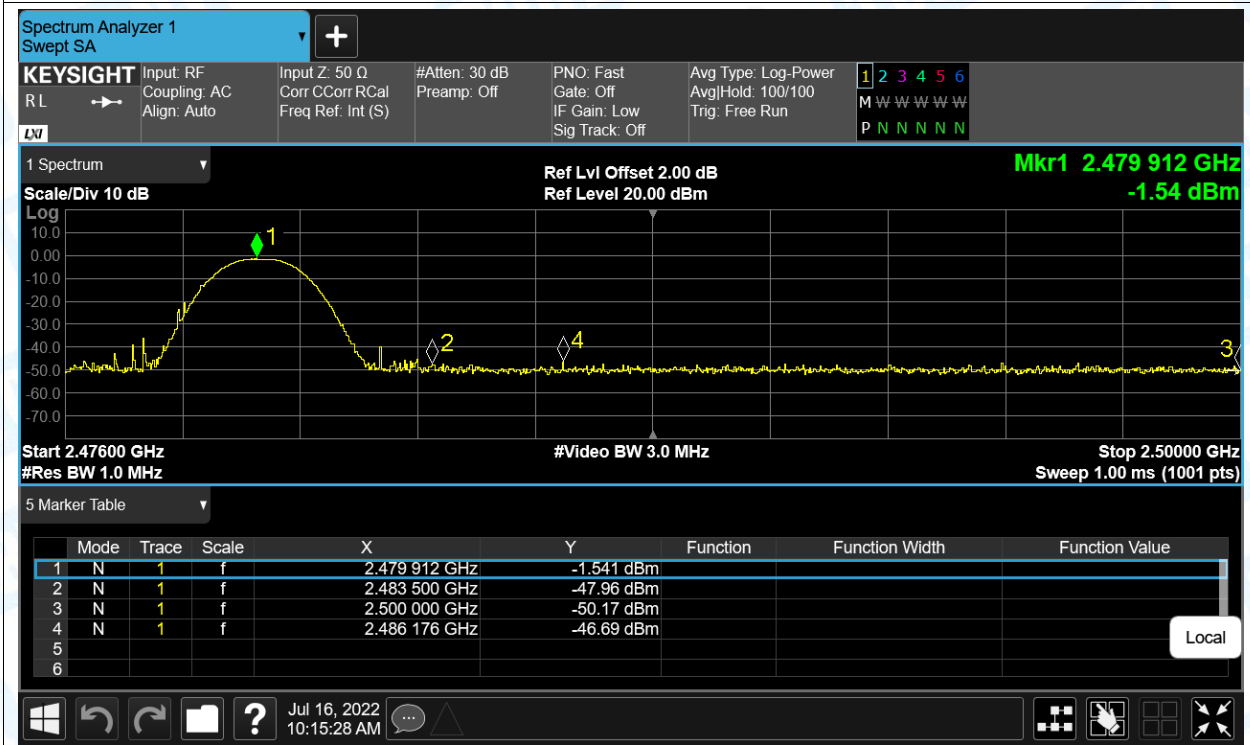 Spectrum Analyzer 1
Swept SA
KEYSIGHT
R L
LXI
Input: RF
Coupling: AC
Align: Auto
Input Z: 50 Ω
Corr CCorr RCal
Freq Ref: Int (S)
#Atten: 30 dB
Preamp: Off
PNO: Fast
Gate: Off
IF Gain: Low
Sig Track: Off
Avg Type: Log-Power
Avg|Hold: 100/100
Trig: Free Run
1 2 3 4 5 6
M W W W W W
P N N N N N
1 Spectrum
Scale/Div 10 dB
Ref Lvl Offset 2.00 dB
Ref Level 20.00 dBm
Mkr1 2.479 912 GHz
-1.54 dBm
Log
10.0
0.00
-10.0
-20.0
-30.0
-40.0
-50.0
-60.0
-70.0
1
2
4
3
Start 2.47600 GHz
#Video BW 3.0 MHz
Stop 2.50000 GHz
#Res BW 1.0 MHz
Sweep 1.00 ms (1001 pts)
5 Marker Table
Mode Trace Scale X Y Function Function Width Function Value
1 N 1 f 2.479 912 GHz -1.541 dBm
2 N 1 f 2.483 500 GHz -47.96 dBm
3 N 1 f 2.500 000 GHz -50.17 dBm
4 N 1 f 2.486 176 GHz -46.69 dBm
5
6
Local
?
Jul 16, 2022
10:15:28 AM